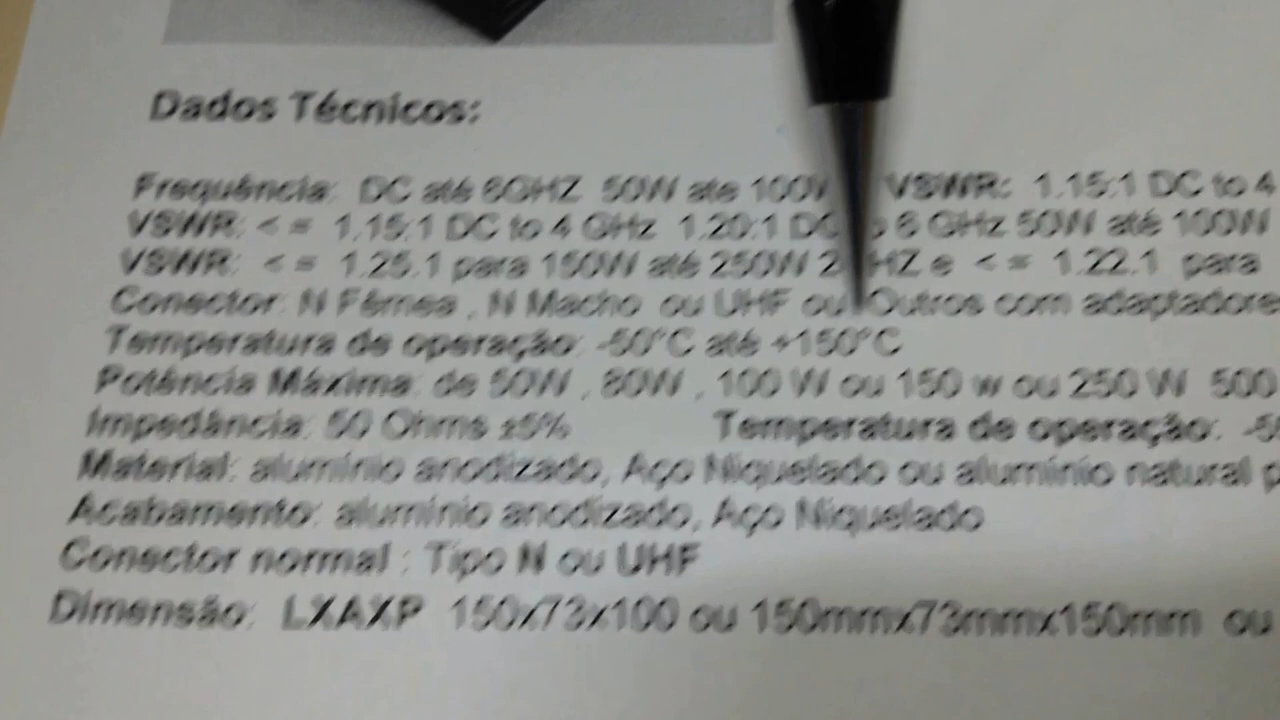 Dados Técnicos:
Frequência: DC até 6GHZ 50W ate 100W VSWR: 1.15:1 DC to 4
VSWR: <= 1.15:1 DC to 4 GHz 1.20:1 DC 6 GHz 50W até 100W
VSWR: <= 1.25.1 para 150W até 250W e <= 1.22.1 para
Conector: N Fêmea , N Macho ou UHF ou Outros com adaptadore
Temperatura de operação: -50°C até +150°C
Potência Máxima: de 50W , 80W , 100 W ou 150 w ou 250 W 500
Impedância: 50 Ohms ±5% Temperatura de operação:
Material: alumínio anodizado, Aço Niquelado ou alumínio natural p
Acabamento: alumínio anodizado, Aço Niquelado
Conector normal : Tipo N ou UHF
Dimensão: LXAXP 150x73x100 ou 150mmx73mmx150mm ou